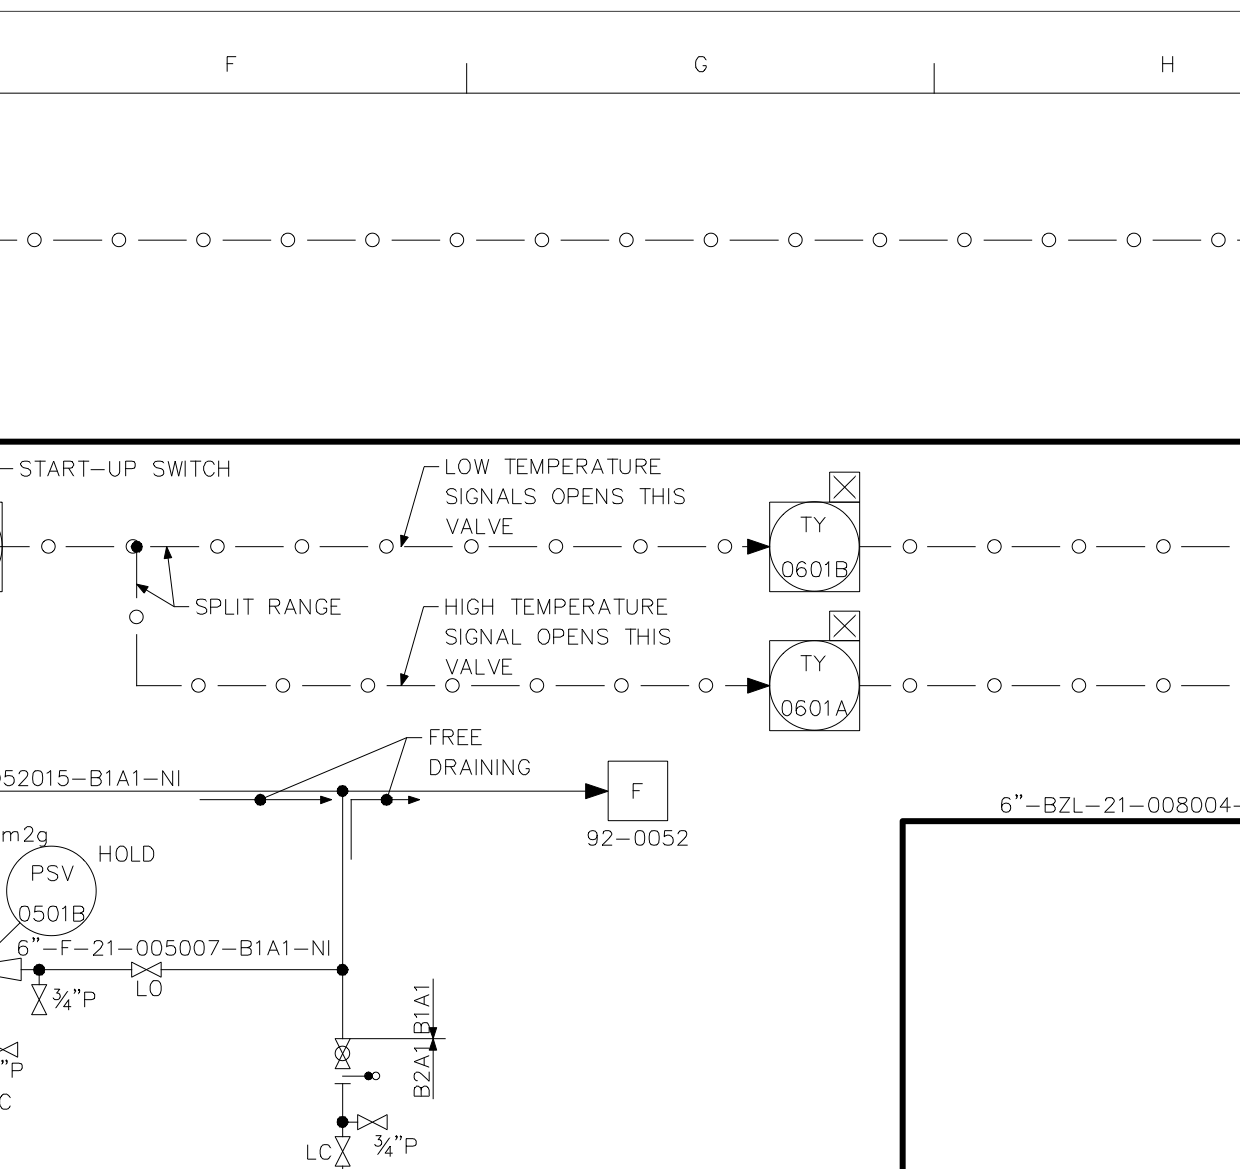 F
G
H
START-UP SWITCH
LOW TEMPERATURE
SIGNALS OPENS THIS
VALVE
TY
0601B
SPLIT RANGE
HIGH TEMPERATURE
SIGNAL OPENS THIS
VALVE
TY
0601A
FREE
DRAINING
52015-B1A1-NI
F
92-0052
6"-BZL-21-008004-
m2g
HOLD
PSV
0501B
6"-F-21-005007-B1A1-NI
LO
¾"P
B1A1
B2A1
"P
C
¾"P
LC